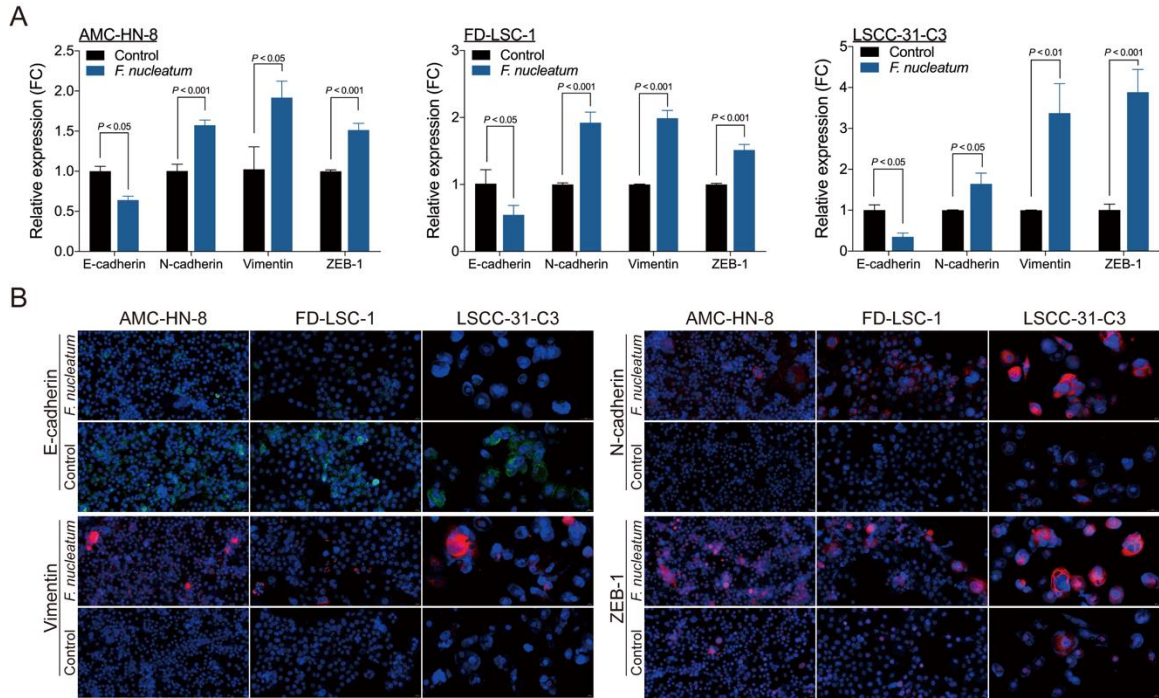 A
AMC-HN-8
Control
F. nucleatum
Relative expression (FC)
2.5
2.0
1.5
1.0
0.5
0.0
P < 0.05
P < 0.001
P < 0.05
P < 0.001
E-cadherin
N-cadherin
Vimentin
ZEB-1
FD-LSC-1
Control
F. nucleatum
Relative expression (FC)
3
2
1
0
P < 0.05
P < 0.001
P < 0.001
P < 0.001
E-cadherin
N-cadherin
Vimentin
ZEB-1
LSCC-31-C3
Control
F. nucleatum
Relative expression (FC)
5
4
3
2
1
0
P < 0.05
P < 0.05
P < 0.01
P < 0.001
E-cadherin
N-cadherin
Vimentin
ZEB-1
B
AMC-HN-8 FD-LSC-1 LSCC-31-C3
E-cadherin
F. nucleatum
Control
Vimentin
F. nucleatum
Control
AMC-HN-8 FD-LSC-1 LSCC-31-C3
N-cadherin
F. nucleatum
Control
ZEB-1
F. nucleatum
Control